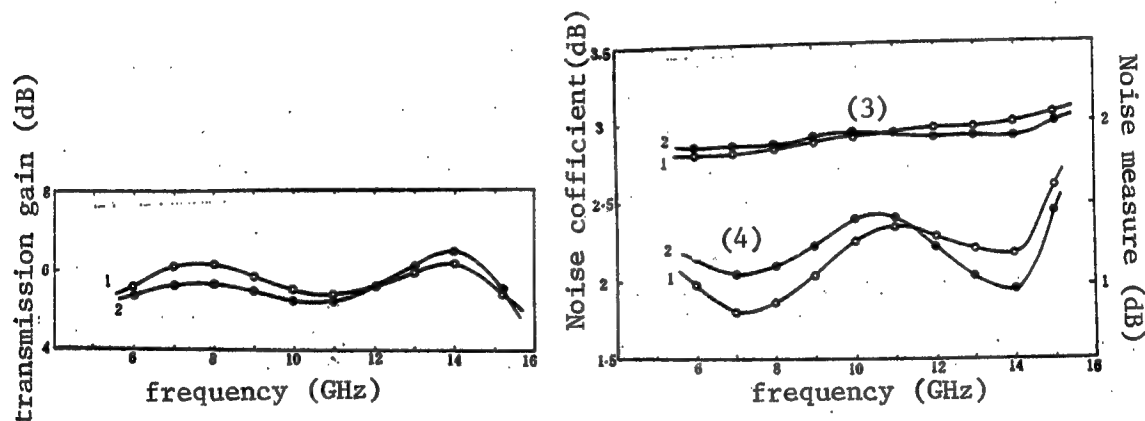 transmission gain (dB)
8
6
4
1
2
6 8 10 12 14 16
frequency (GHz)
Noise cofficient(dB)
3.5
3
2.5
2
1.5
(3)
2
1
(4)
2
1
4 6 8 10 12 14 16
frequency (GHz)
2
1
Noise measure (dB)